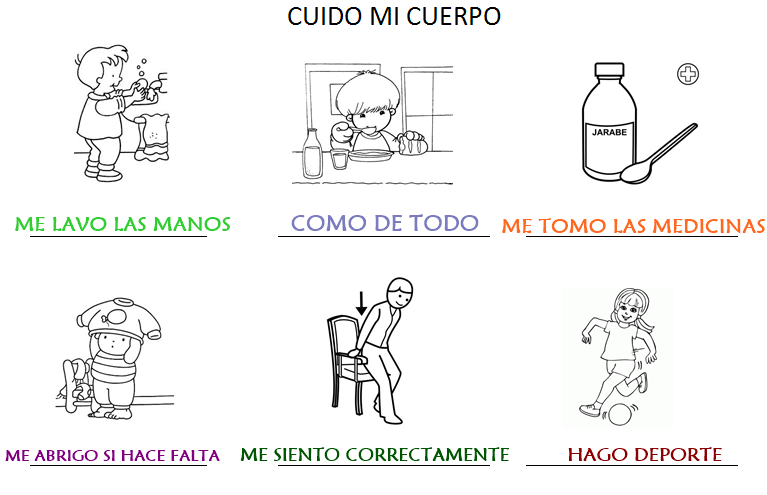 CUIDO MI CUERPO
JARABE
ME LAVO LAS MANOS
COMO DE TODO
ME TOMO LAS MEDICINAS
ME ABRIGO SI HACE FALTA
ME SIENTO CORRECTAMENTE
HAGO DEPORTE